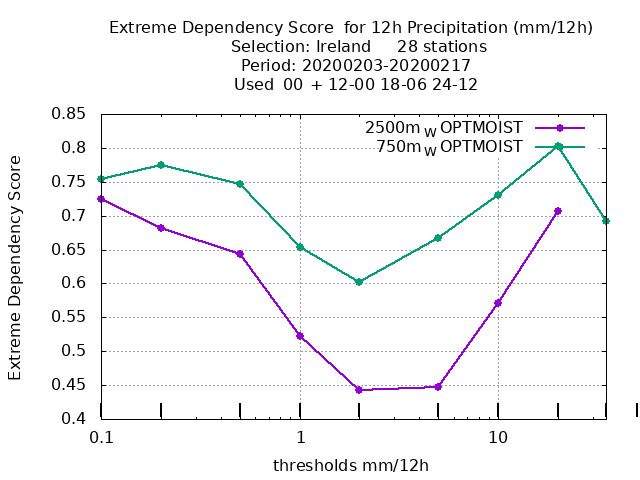 Extreme Dependency Score  for 12h Precipitation (mm/12h)
Selection: Ireland     28 stations
Period: 20200203-20200217
Used  00  + 12-00 18-06 24-12
2500m W OPTMOIST
750m W OPTMOIST
Extreme Dependency Score
0.85
0.8
0.75
0.7
0.65
0.6
0.55
0.5
0.45
0.4
0.1 1 10
thresholds mm/12h